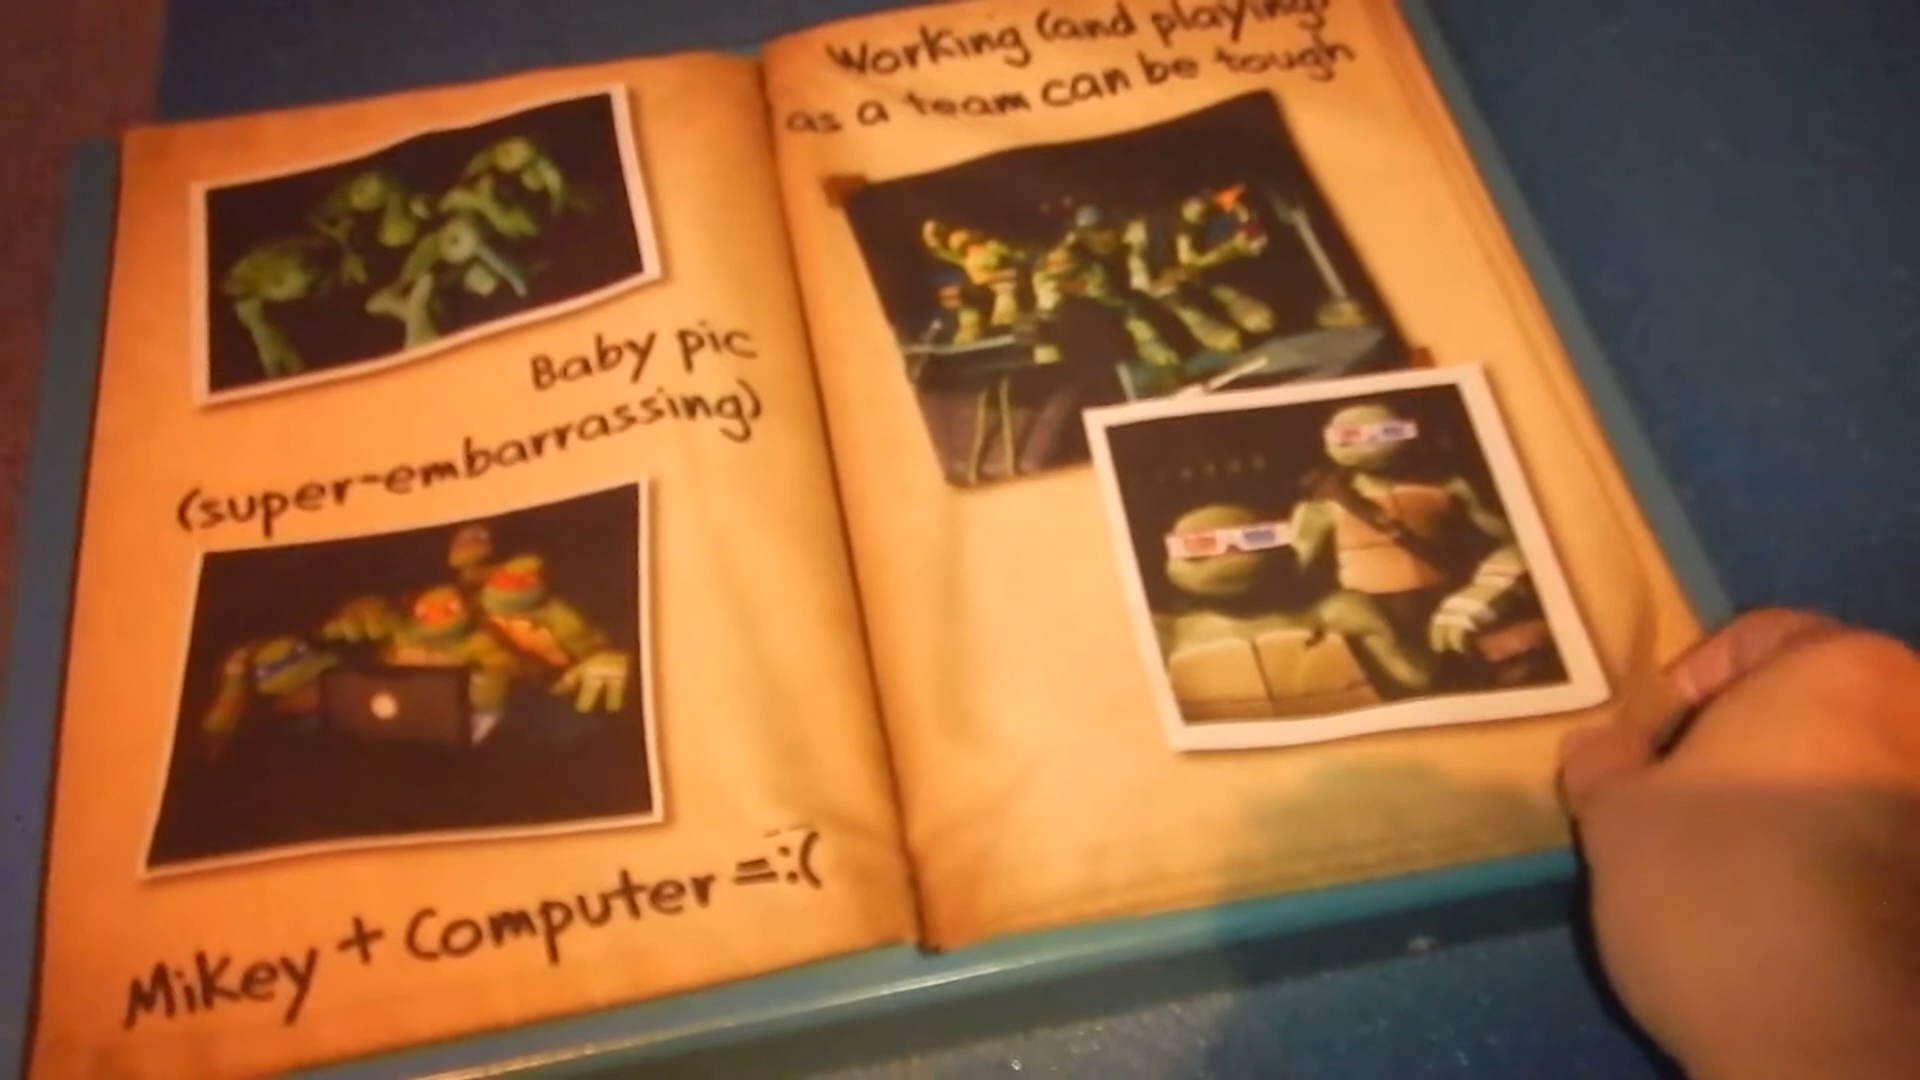 Baby pic
(super-embarrassing)
Mikey + Computer =:(
Working (and playing)
as a team can be tough